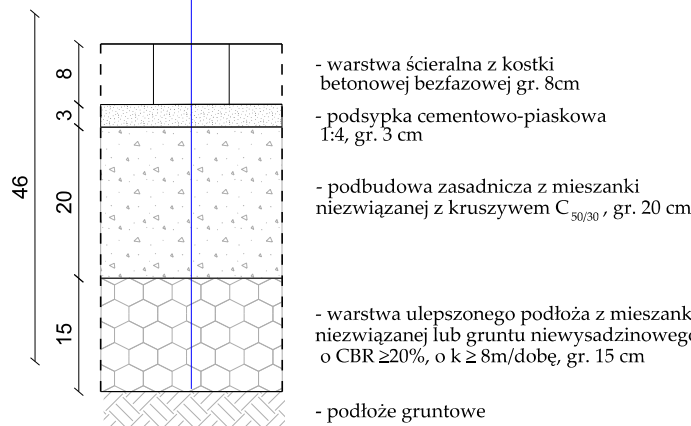 46
8
3
20
15
- warstwa ścieralna z kostki
betonowej bezfazowej gr. 8cm
- podsypka cementowo-piaskowa
1:4, gr. 3 cm
- podbudowa zasadnicza z mieszanki
niezwiązanej z kruszywem C 50/30 , gr. 20 cm
- warstwa ulepszonego podłoża z mieszank
niezwiązanej lub gruntu niewysadzinowego
o CBR ≥20%, o k ≥ 8m/dobę, gr. 15 cm
- podłoże gruntowe